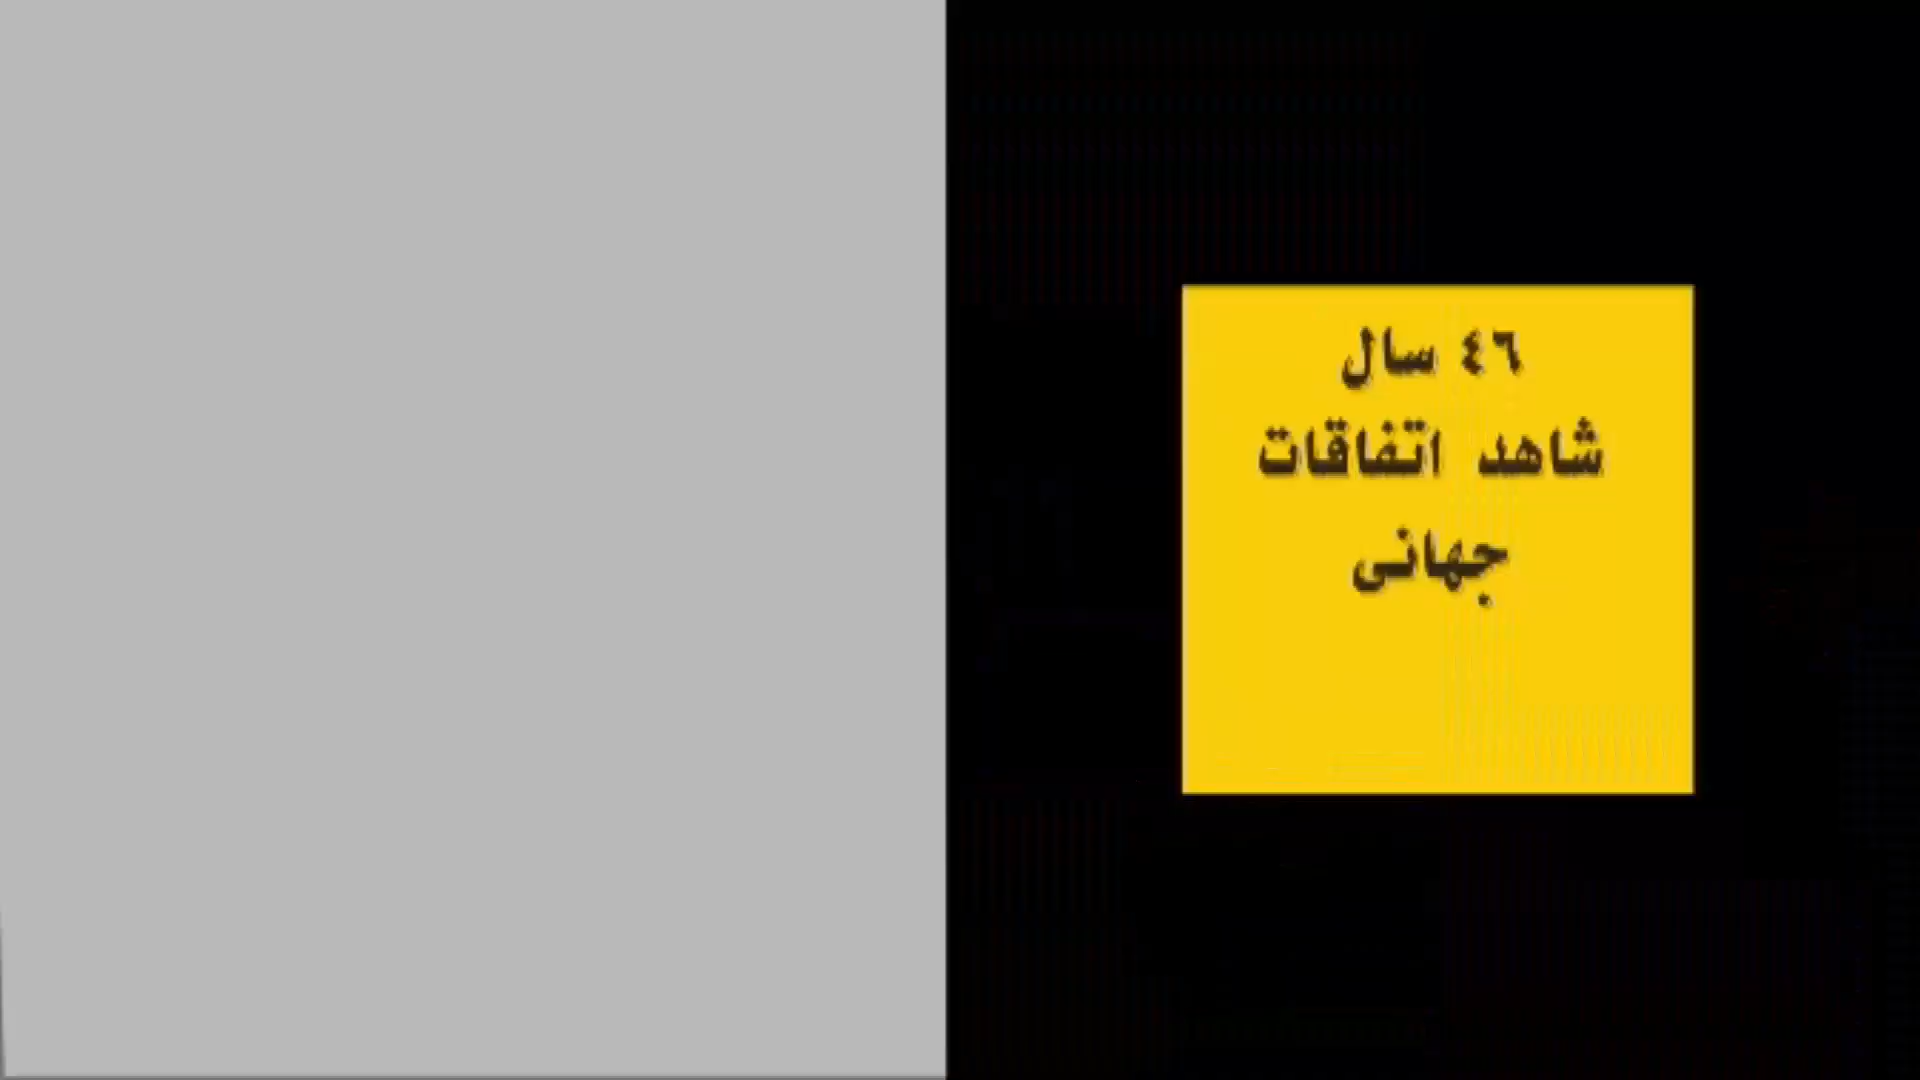 ٤٦ سال
شاهد اتفاقات
جهانی